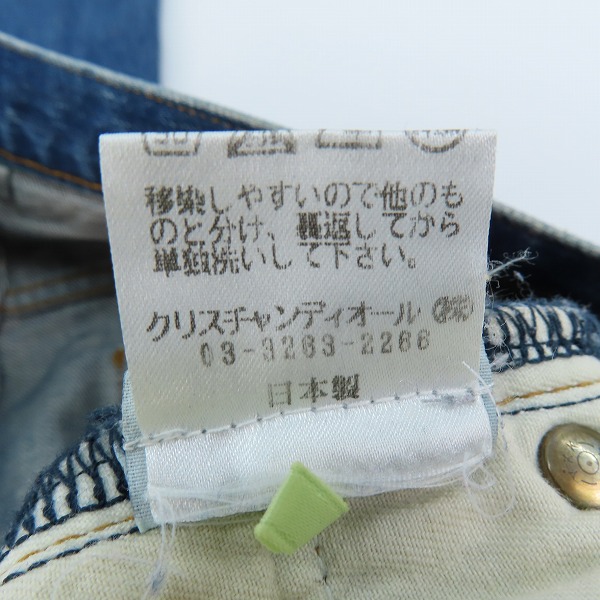 移染しやすいので他のも
のと分け、裏返してから
単独洗いして下さい。
クリスチャンディオール㈱
03-3263-2266
日本製